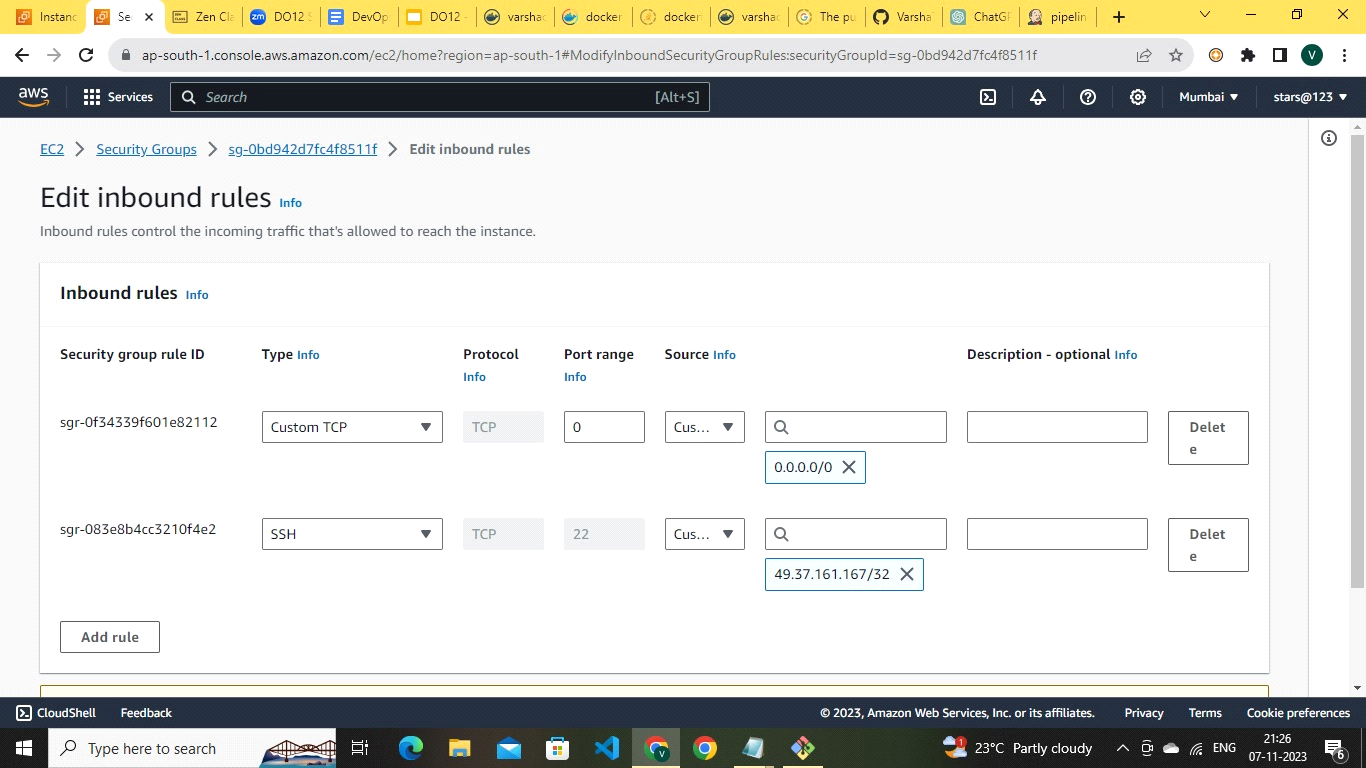 Instanc
Se
Zen Cla
DO12 S
DevOp
DO12 -
varshac
docker
docker
varshac
The pu
Varsha
ChatGP
pipelin
ap-south-1.console.aws.amazon.com/ec2/home?region=ap-south-1#ModifyInboundSecurityGroupRules:securityGroupId=sg-0bd942d7fc4f8511f
V
aws
Services
Search
[Alt+S]
Mumbai
stars@123
EC2 > Security Groups > sg-0bd942d7fc4f8511f > Edit inbound rules
Edit inbound rules Info
Inbound rules control the incoming traffic that's allowed to reach the instance.
Inbound rules Info
Security group rule ID
Type Info
Protocol
Info
Port range
Info
Source Info
Description - optional Info
sgr-0f34339f601e82112
Custom TCP
TCP
0
Cus...
Delet
e
0.0.0.0/0
sgr-083e8b4cc3210f4e2
SSH
TCP
22
Cus...
Delet
e
49.37.161.167/32
Add rule
CloudShell
Feedback
© 2023, Amazon Web Services, Inc. or its affiliates.
Privacy
Terms
Cookie preferences
Type here to search
23°C Partly cloudy
ENG
21:26
07-11-2023
6